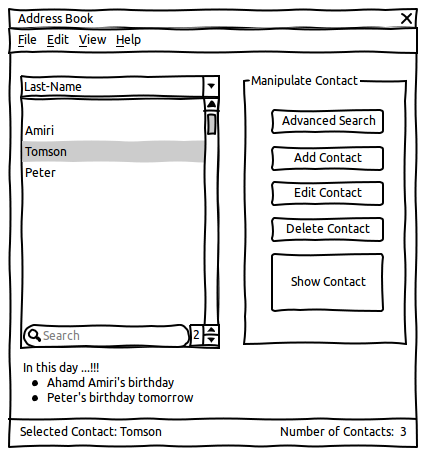 Address Book
File Edit View Help
Last-Name
Amiri
Tomson
Peter
Search 2
Manipulate Contact
Advanced Search
Add Contact
Edit Contact
Delete Contact
Show Contact
In this day ...!!!
• Ahamd Amiri's birthday
• Peter's birthday tomorrow
Selected Contact: Tomson Number of Contacts: 3